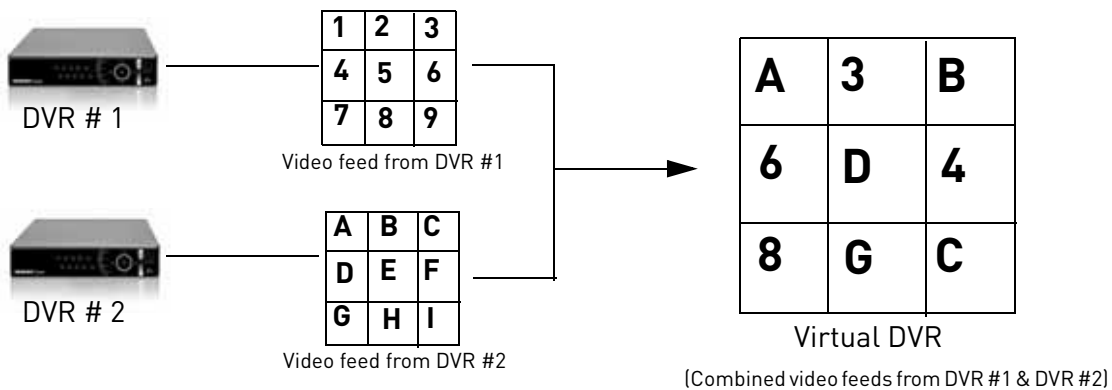 1 2 3
4 5 6
7 8 9
DVR # 1
Video feed from DVR #1
A B C
D E F
G H I
DVR # 2
Video feed from DVR #2
A 3 B
6 D 4
8 G C
Virtual DVR
(Combined video feeds from DVR #1 & DVR #2)